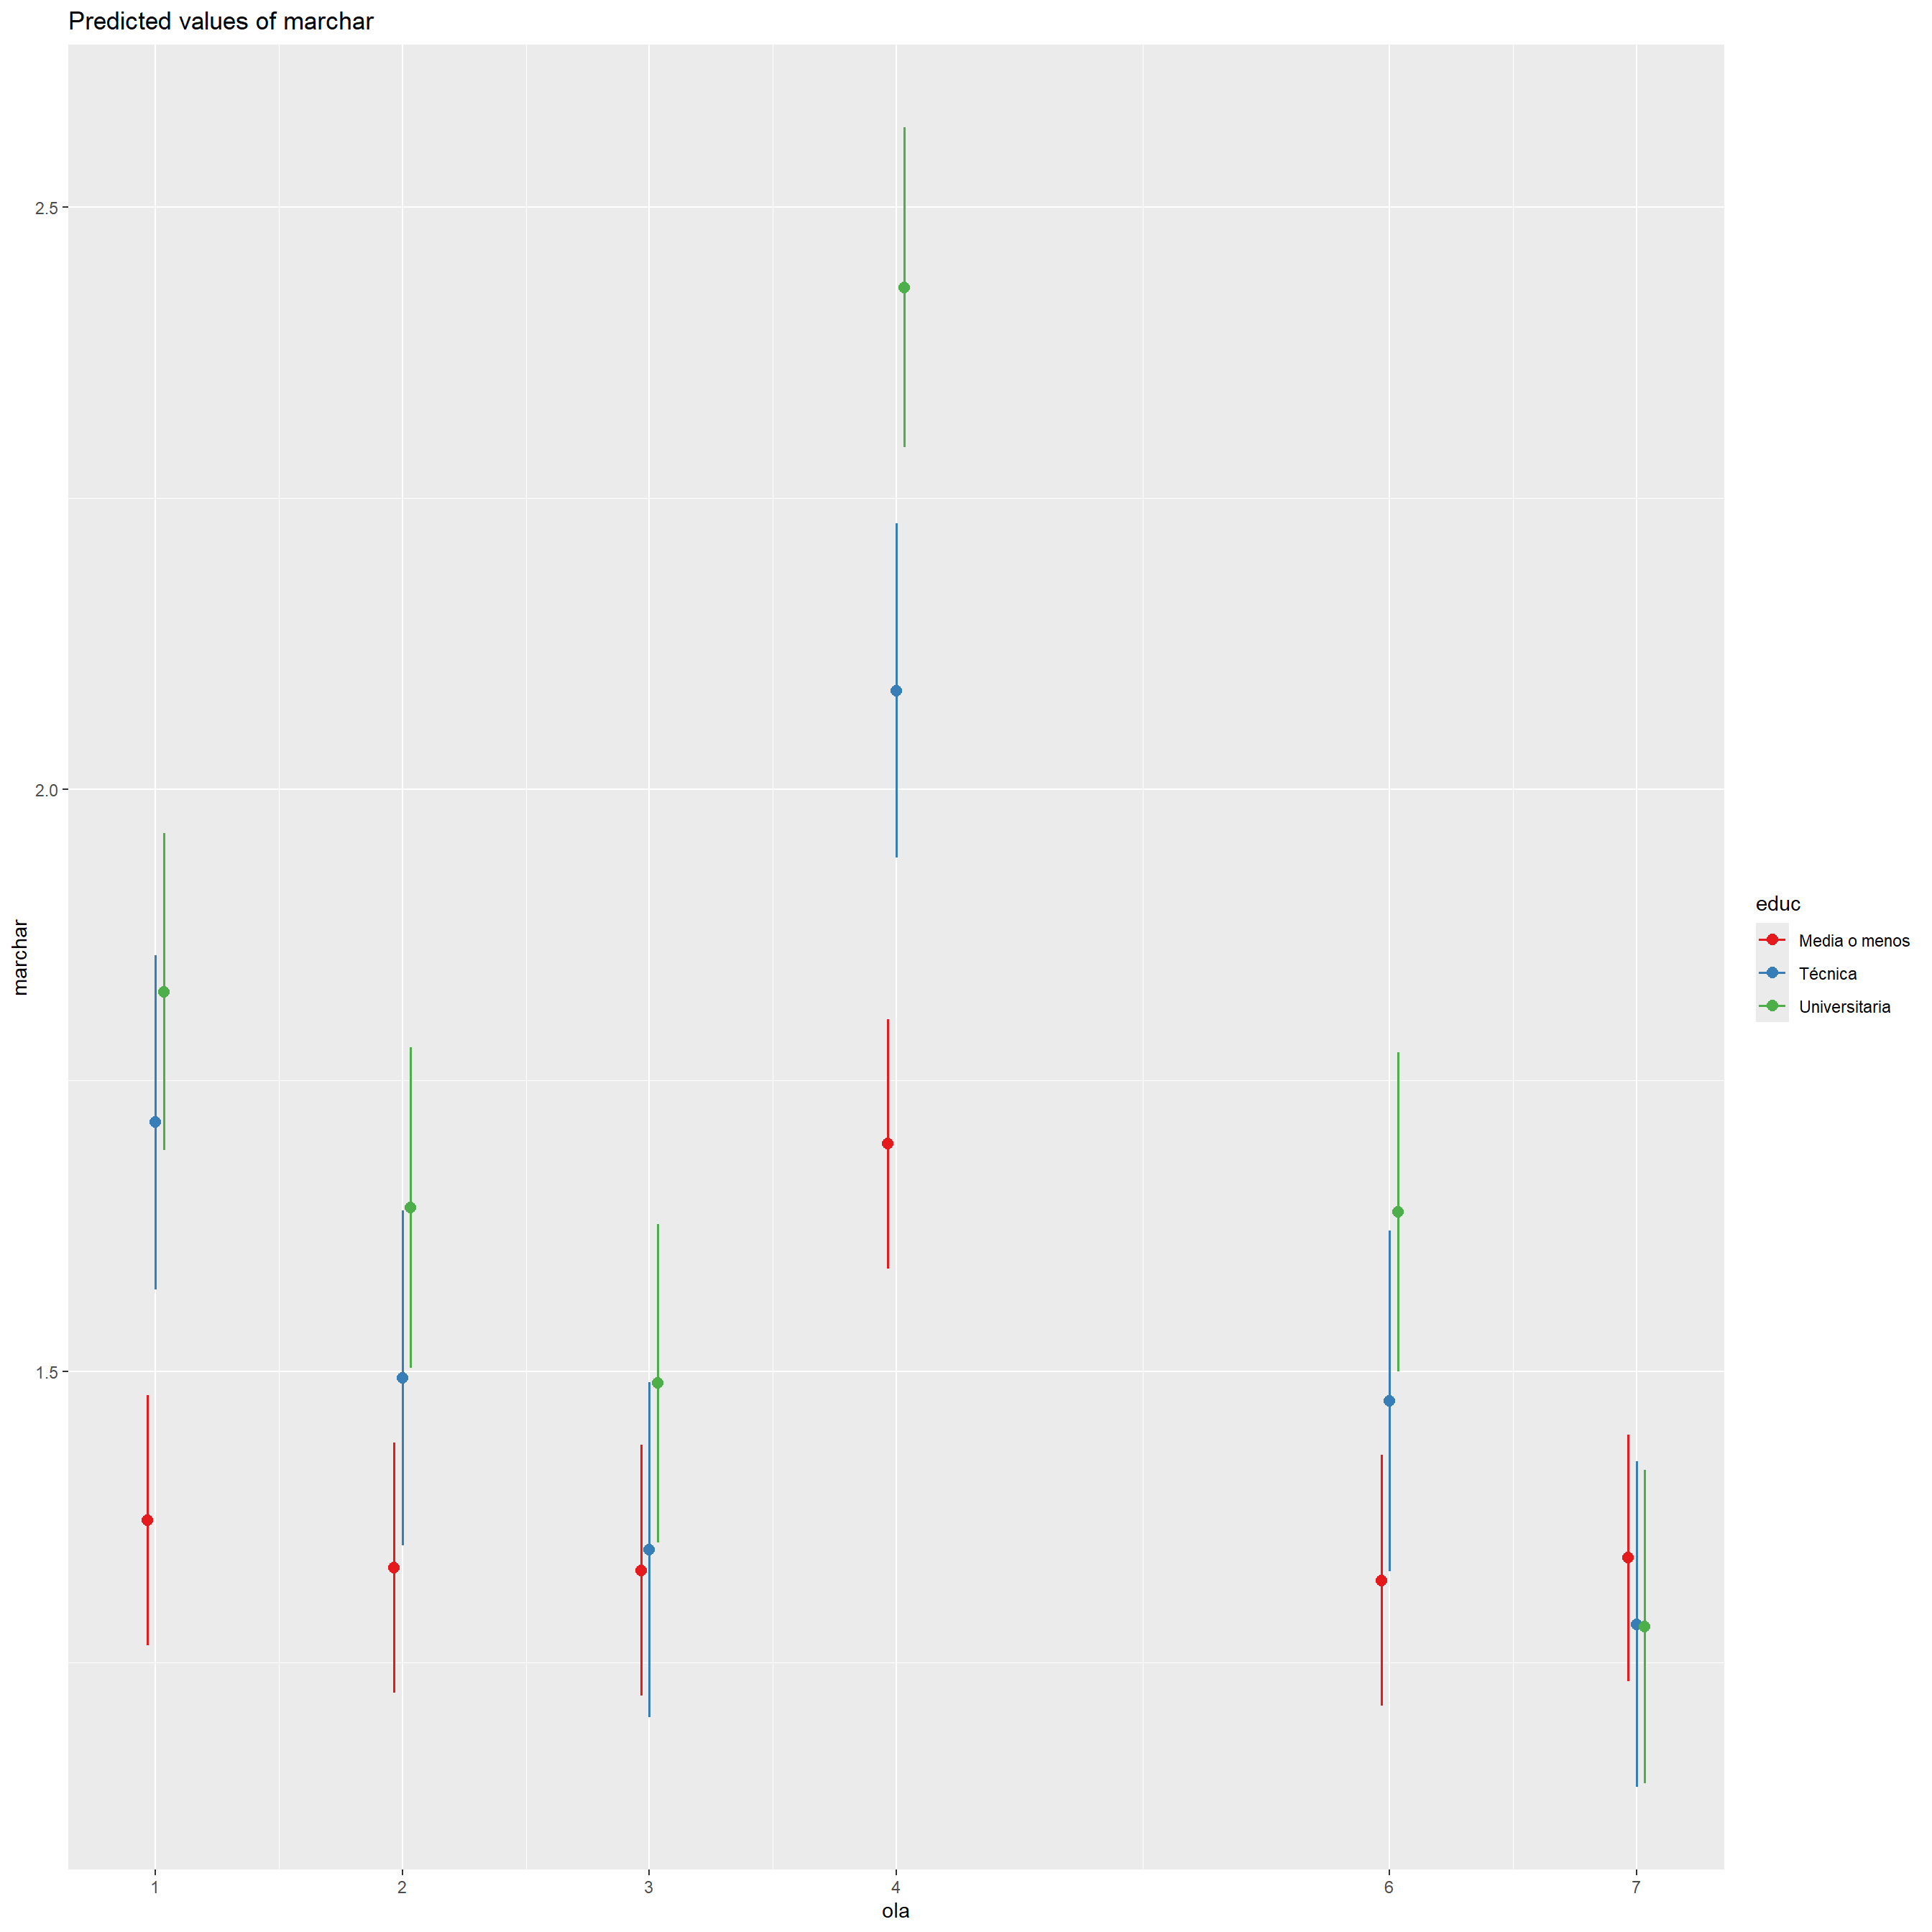 Predicted values of marchar
2.5
2.0
1.5
marchar
1 2 3 4 6 7
ola
educ
Media o menos
Técnica
Universitaria